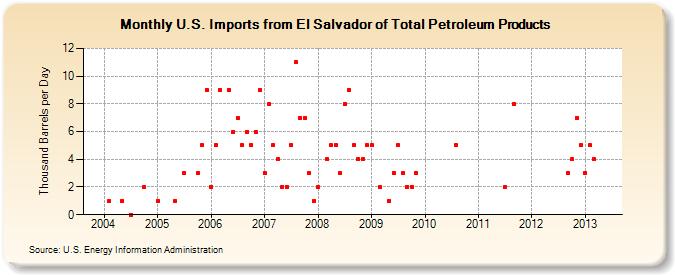 Monthly U.S. Imports from El Salvador of Total Petroleum Products
Thousand Barrels per Day
12
10
8
6
4
2
0
2004 2005 2006 2007 2008 2009 2010 2011 2012 2013
Source: U.S. Energy Information Administration